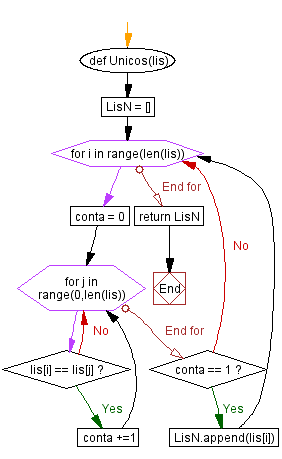 def Unicos(lis)
LisN = []
for i in range(len(lis))
End for
conta = 0
return LisN
for j in
range(0,len(lis))
End
No
No
End for
lis[i] == lis[j] ?
conta == 1 ?
Yes
Yes
conta +=1
LisN.append(lis[i])